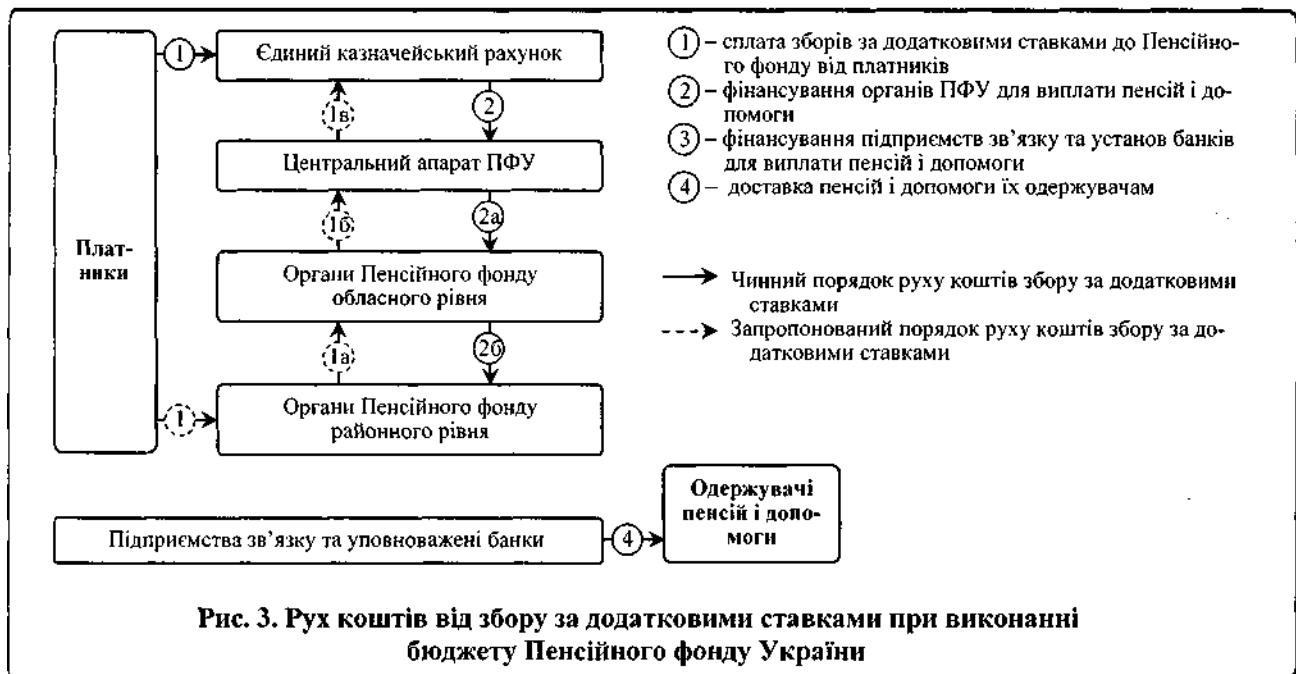 Плат-
ники
1
Єдиний казначейський рахунок
1в
2
Центральний апарат ПФУ
1б
2а
Органи Пенсійного фонду
обласного рівня
1а
2б
1
Органи Пенсійного фонду
районного рівня
Підприємства зв’язку та уповноважені банки
4
Одержувачі
пенсій і допо-
моги
1 – сплата зборів за додатковими ставками до Пенсійно-
го фонду від платників
2 – фінансування органів ПФУ для виплати пенсій і до-
помоги
3 – фінансування підприємств зв’язку та установ банків
для виплати пенсій і допомоги
4 – доставка пенсій і допомоги їх одержувачам
Чинний порядок руху коштів збору за додатковими
ставками
Запропонований порядок руху коштів збору за до-
датковими ставками
Рис. 3. Рух коштів від збору за додатковими ставками при виконанні
бюджету Пенсійного фонду України